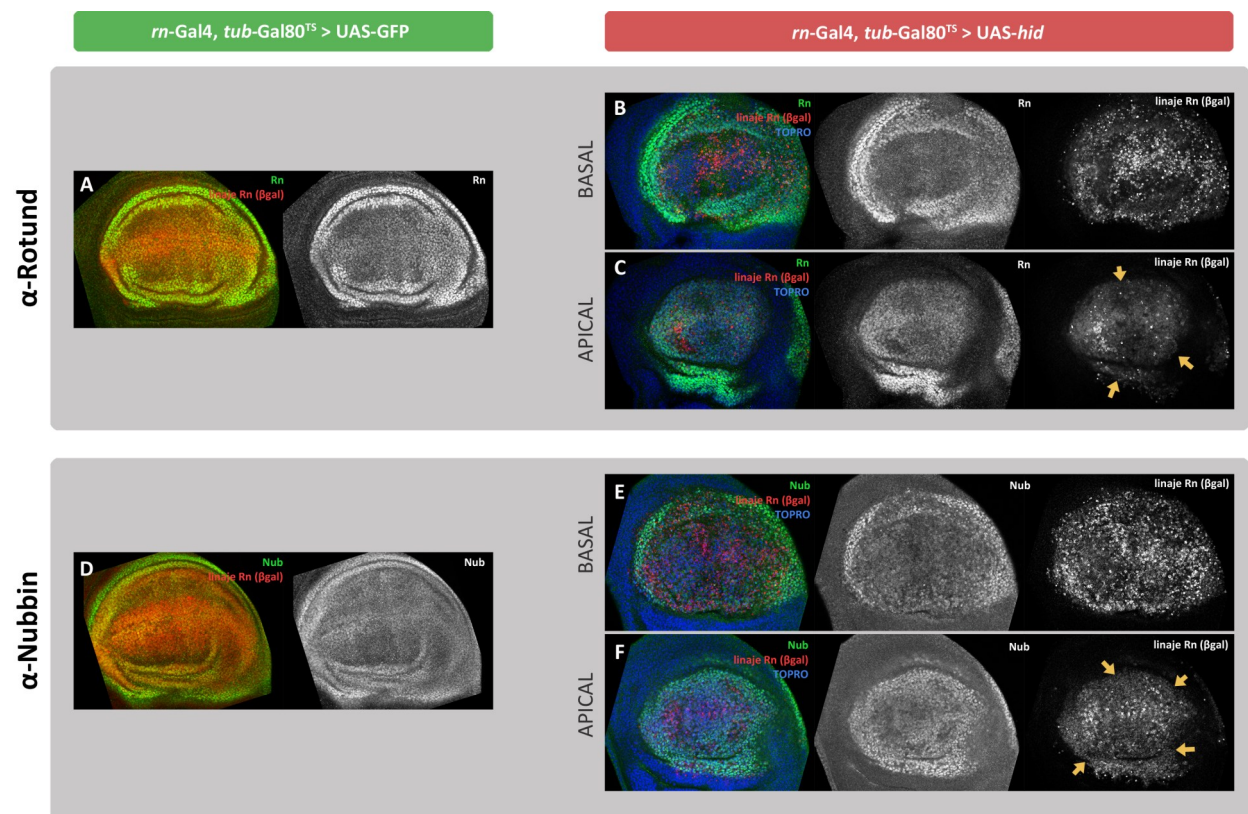 rn-Gal4, tub-Gal80TS > UAS-GFP
rn-Gal4, tub-Gal80TS > UAS-hid
α-Rotund
A
Rn
linaje Rn (βgal)
Rn
BASAL
B
Rn
linaje Rn (βgal)
TOPRO
Rn
linaje Rn (βgal)
APICAL
C
Rn
linaje Rn (βgal)
TOPRO
Rn
linaje Rn (βgal)
α-Nubbin
D
Nub
linaje Rn (βgal)
Nub
BASAL
E
Nub
linaje Rn (βgal)
TOPRO
Nub
linaje Rn (βgal)
APICAL
F
Nub
linaje Rn (βgal)
TOPRO
Nub
linaje Rn (βgal)